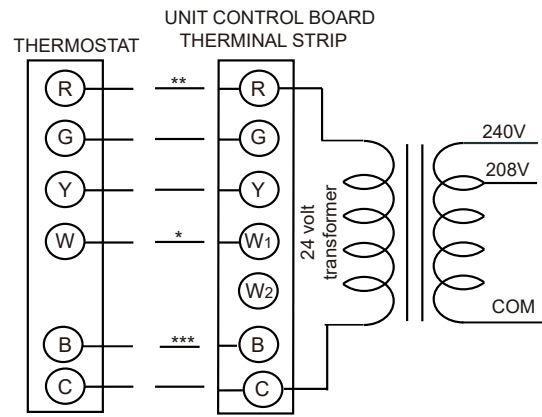 UNIT CONTROL BOARD
THERMINAL STRIP
THERMOSTAT
R ** R
G G
Y Y
W * W1
W2
B *** B
C C
24 volt
transformer
240V
208V
COM